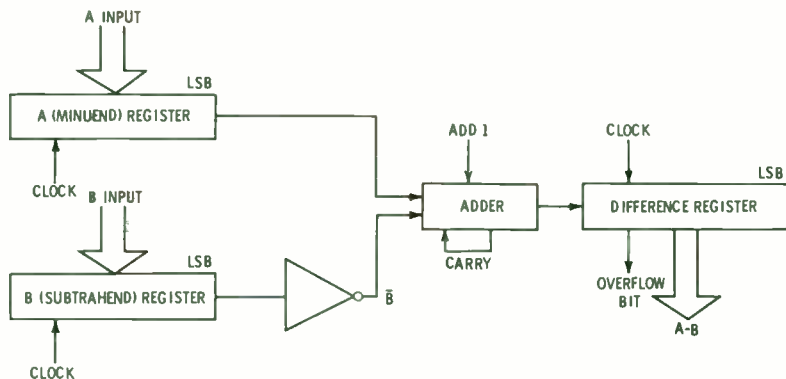 A INPUT
LSB
A (MINUEND) REGISTER
CLOCK
B INPUT
LSB
B (SUBTRAHEND) REGISTER
CLOCK
B̅
ADD 1
ADDER
CARRY
CLOCK
LSB
DIFFERENCE REGISTER
OVERFLOW
BIT
A-B